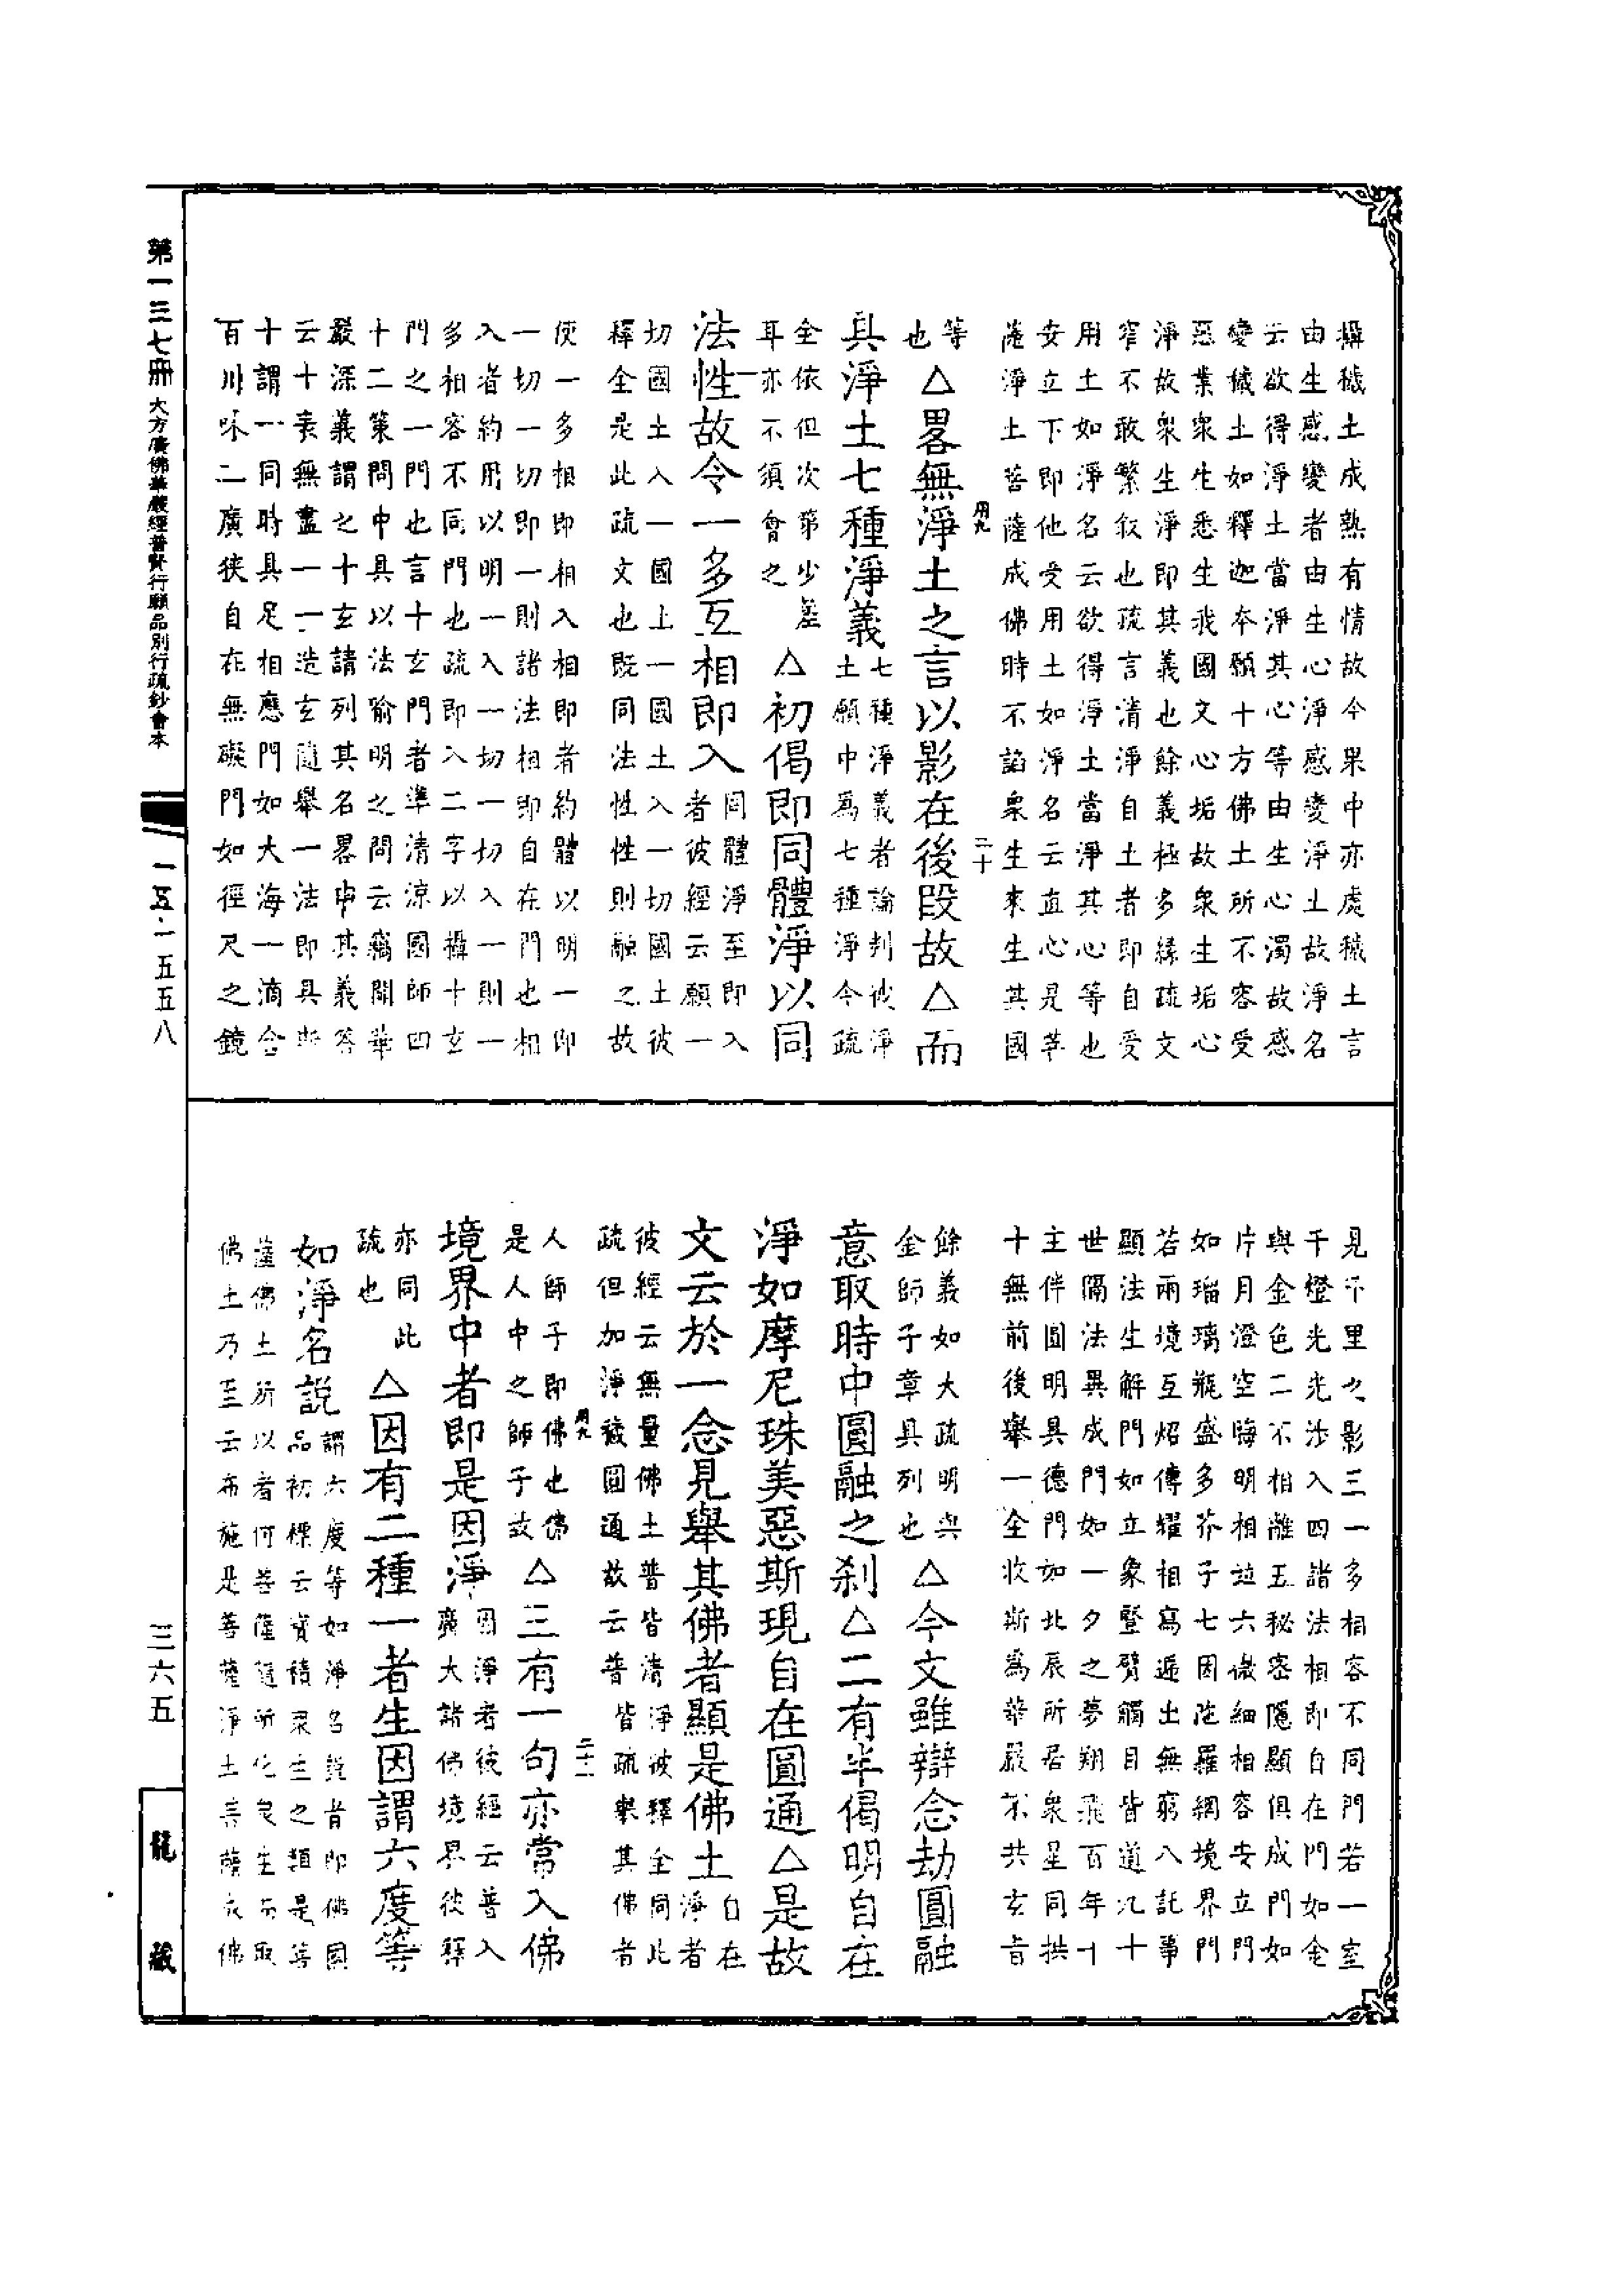 攝穢土成熟有情故今果中亦處穢土言
由生感變者由生心淨感變淨土故淨名
云欲得淨土當淨其心等由生心濁故感
變穢土如釋迦本願十方佛土所不容受
惡業衆生悉生我國文心垢故衆生垢心
淨故衆生淨即其義也餘義極多緣疏文
窄不敢繁叙也疏言清淨自土者即自受
用土如淨名云欲得淨土當淨其心等也
安立下即他受用土如淨名云直心是菩
薩淨土菩薩成佛時不諂衆生來生其國
用九 二十
等也△畧無淨土之言以影在後段故△而
具淨土七種淨義七種淨義者論判彼淨土願中爲七種淨今疏
全依但次第少差耳亦不須會之△初偈即同體淨以同
法性故令一多互相即入同體淨至即入者彼經云願一
切國土入一國土一國土入一切國土彼
釋全是此疏文也既同法性性則融之故
使一多相即相入相即者約體以明一即
一切一切即一則諸法相即自在門也相
入者約用以明一入一切一切入一則一
多相容不同門也疏即入二字以攝十玄
門之一門也言十玄門者準清涼國師四
十二策問中具以法喻明之問云竊聞華
嚴深義謂之十玄請列其名畧申其義答
云十表無盡一一造玄隨舉一法即具斯
十謂一同時具足相應門如大海一滴含
百川味二廣狹自在無礙門如徑尺之鏡
見千里之影三一多相容不同門若一室
千燈光光涉入四諸法相即自在門如金
與金色二不相離五秘密隱顯俱成門如
片月澄空晦明相並六微細相容安立門
如瑠璃瓶盛多芥子七因陀羅網境界門
若兩境互炤傳耀相寫遞出無窮八託事
顯法生解門如立象竪臂觸目皆道九十
世隔法異成門如一夕之夢翔飛百年十
主伴圓明具德門如北辰所居衆星同拱
十無前後舉一全收斯爲華嚴不共玄旨
餘義如大疏明與金師子章具列也△今文雖辯念劫圓融
意取時中圓融之刹△二有半偈明自在
淨如摩尼珠美惡斯現自在圓通△是故
文云於一念見舉其佛者顯是佛土自在淨者
彼經云無量佛土普皆清淨彼釋全同此
疏但加淨穢圓通故云普皆疏舉其佛者
用九 二十一
人師子即佛也佛是人中之師子故△三有一句亦常入佛
境界中者即是因淨因淨者彼經云普入廣大諸佛境界彼釋
亦同此疏也△因有二種一者生因謂六度等
如淨名說謂六度等如淨名說者即佛國品初標云寳積衆生之類是菩
薩佛土所以者何菩薩隨所化衆生而取
佛土乃至云布施是菩薩淨土菩薩成佛
第一三七冊 大方廣佛華嚴經普賢行願品別行疏鈔會本
一五·一五五八
三六五
龍藏